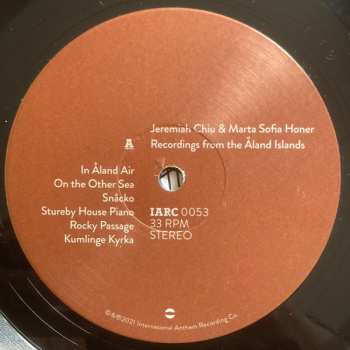 Jeremiah Chiu & Marta Sofia Honer
A
Recordings from the Åland Islands
In Åland Air
On the Other Sea
Snåcko
Stureby House Piano
Rocky Passage
Kumlinge Kyrka
IARC 0053
33 RPM
STEREO
©&℗2021 International Anthem Recording Co.